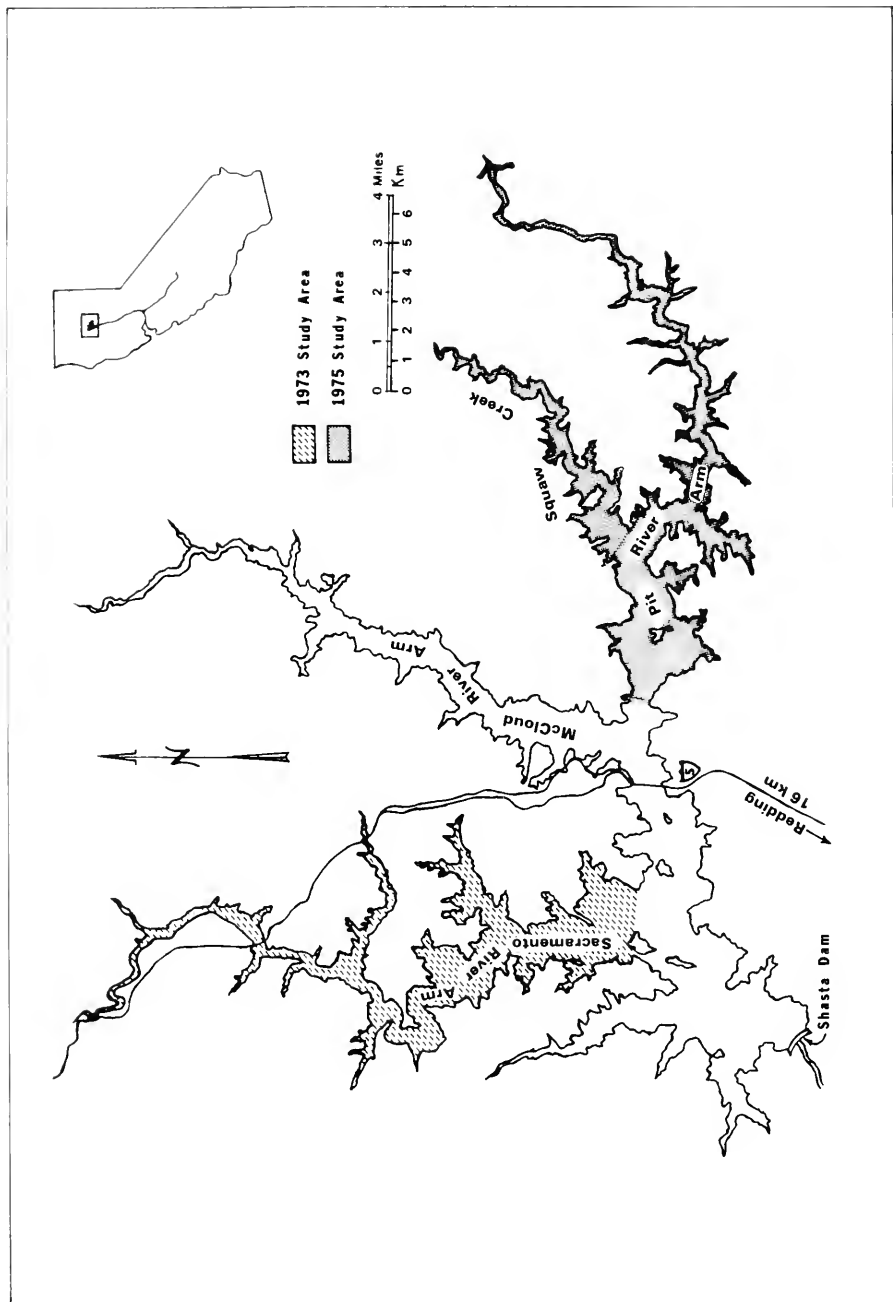 4 Miles
3
2
1
0
Km
6
5
4
3
2
1
0
1973 Study Area
1975 Study Area
N
Squaw
Creek
Pit
River
Arm
McCloud
River
Arm
Sacramento
River
Arm
5
Redding
16 km
Shasta Dam